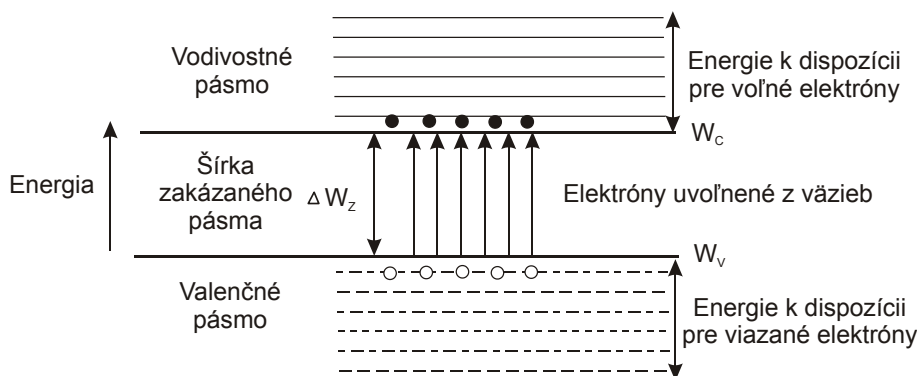 Vodivostné
pásmo
Energie k dispozícii
pre voľné elektróny
W_C
Energia
Šírka
zakázaného
pásma
Δ W_Z
Elektróny uvoľnené z väzieb
W_V
Valenčné
pásmo
Energie k dispozícii
pre viazané elektróny